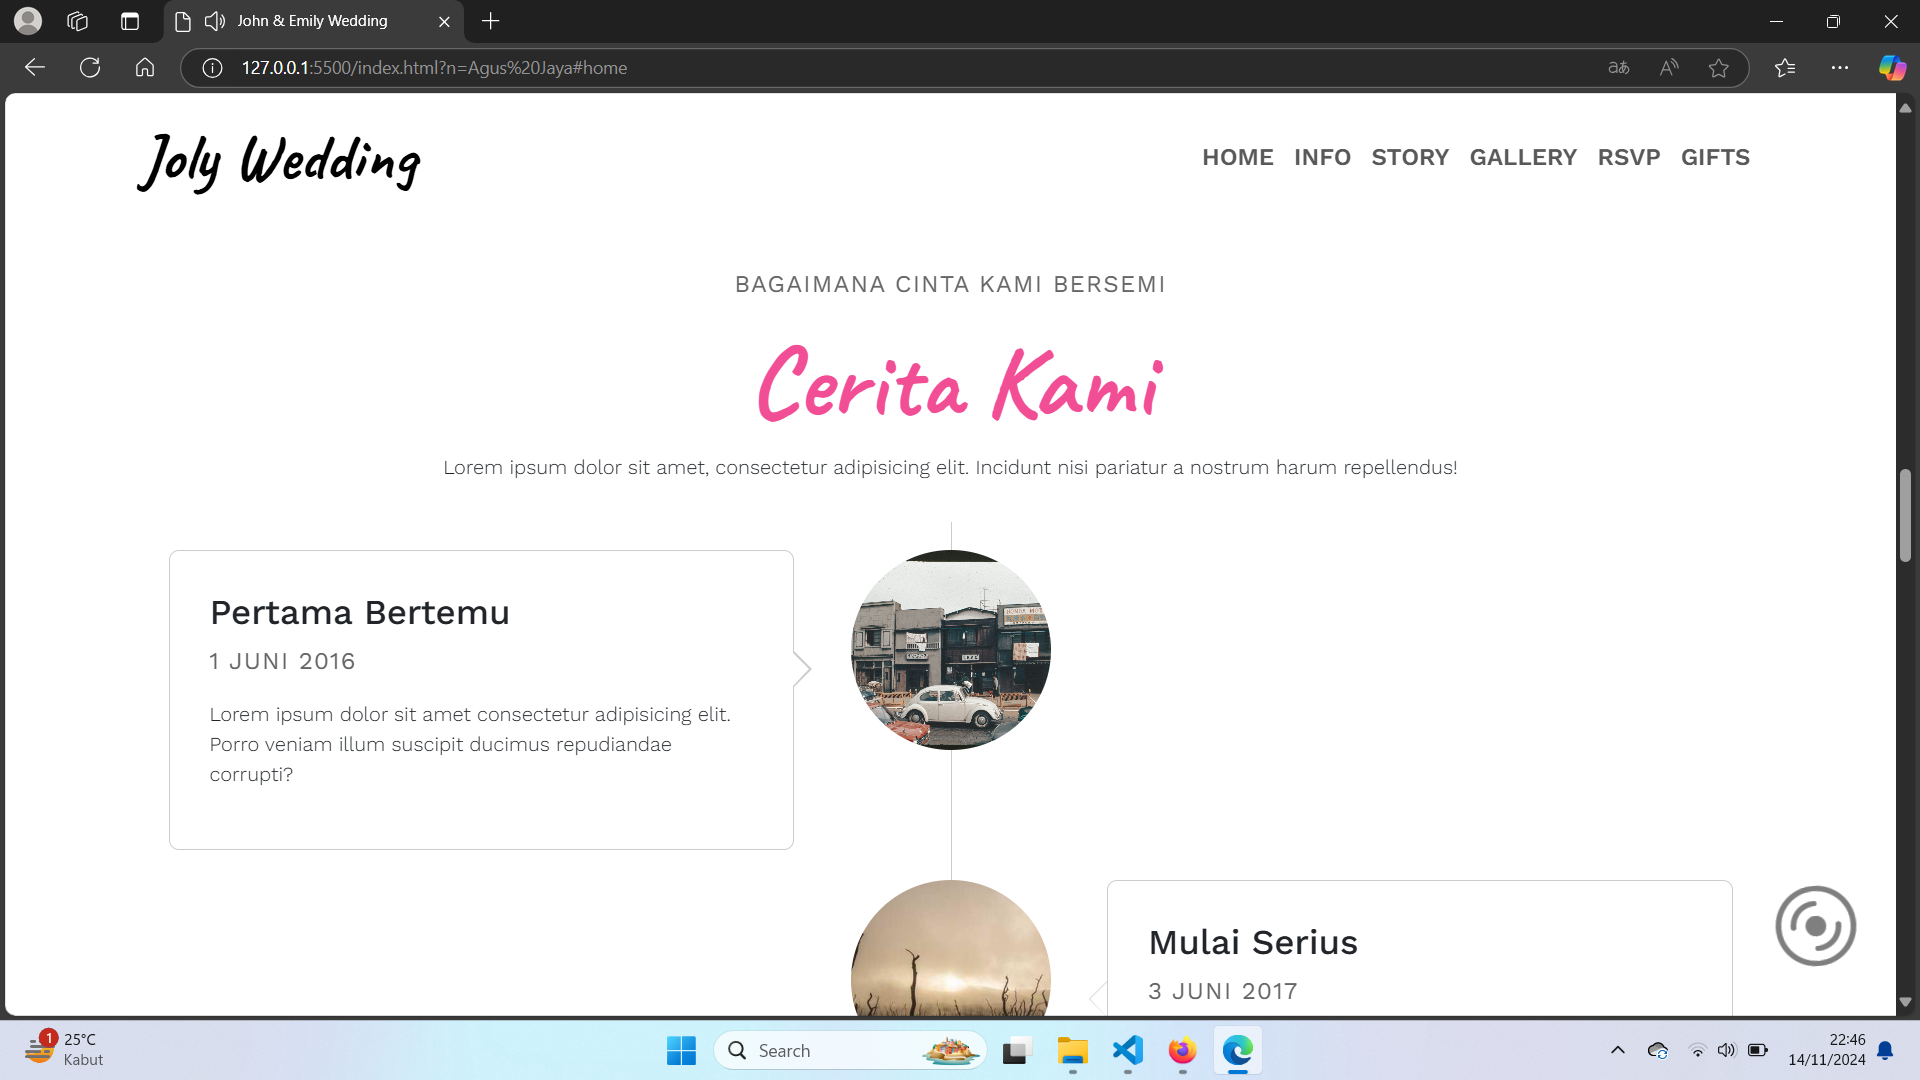 John & Emily Wedding
127.0.0.1:5500/index.html?n=Agus%20Jaya#home
Joly Wedding
HOME INFO STORY GALLERY RSVP GIFTS
BAGAIMANA CINTA KAMI BERSEMI
Cerita Kami
Lorem ipsum dolor sit amet, consectetur adipisicing elit. Incidunt nisi pariatur a nostrum harum repellendus!
Pertama Bertemu
1 JUNI 2016
Lorem ipsum dolor sit amet consectetur adipisicing elit.
Porro veniam illum suscipit ducimus repudiandae
corrupti?
Mulai Serius
3 JUNI 2017
1
25°C
Kabut
Search
22:46
14/11/2024